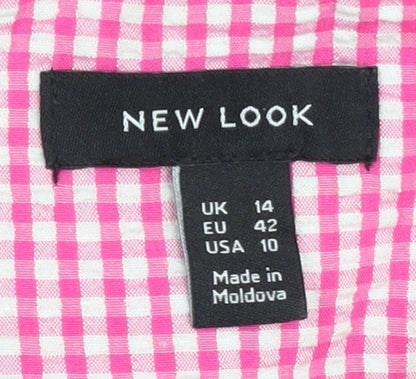 NEW LOOK
UK 14
EU 42
USA 10
Made in
Moldova